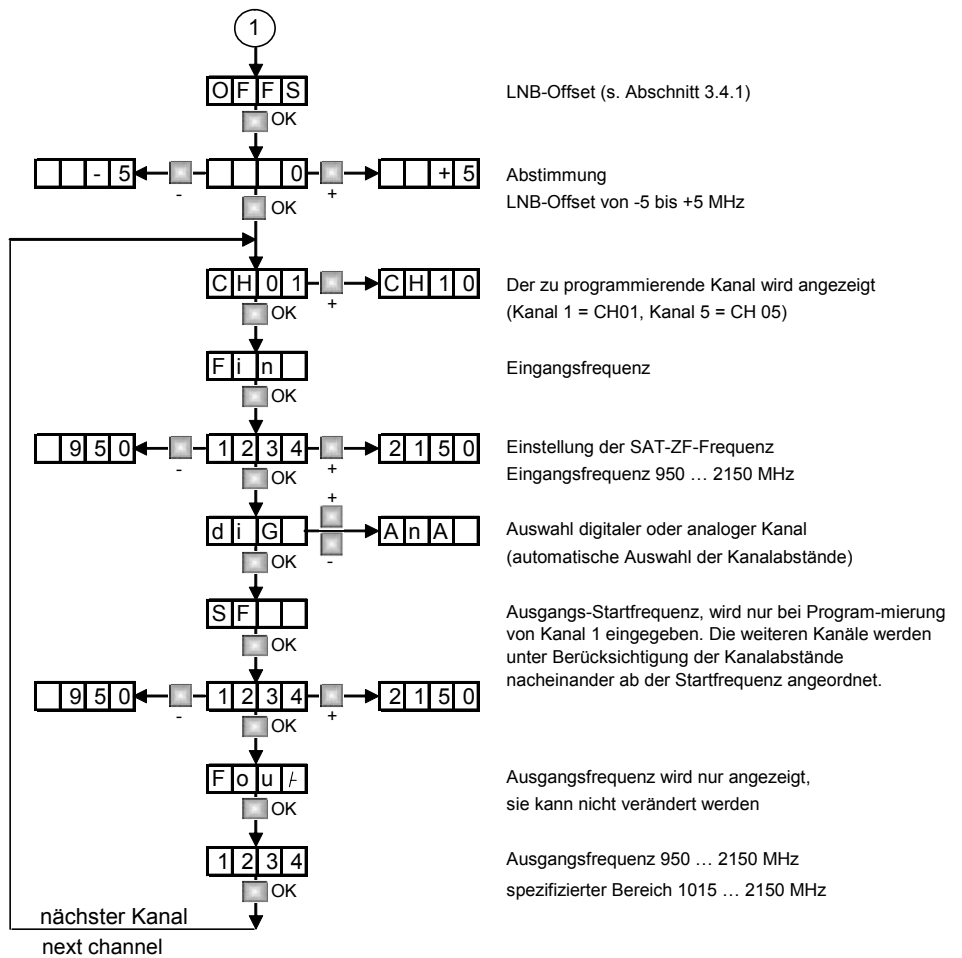 1
OFFS LNB-Offset (s. Abschnitt 3.4.1)
OK
-5 - 0 + +5 Abstimmung
OK LNB-Offset von -5 bis +5 MHz
CH01 + CH10 Der zu programmierende Kanal wird angezeigt
OK (Kanal 1 = CH01, Kanal 5 = CH 05)
Fin Eingangsfrequenz
OK
950 - 1234 + 2150 Einstellung der SAT-ZF-Frequenz
OK Eingangsfrequenz 950 … 2150 MHz
+
diG AnA Auswahl digitaler oder analoger Kanal
OK - (automatische Auswahl der Kanalabstände)
SF Ausgangs-Startfrequenz, wird nur bei Program-mierung
OK von Kanal 1 eingegeben. Die weiteren Kanäle werden
unter Berücksichtigung der Kanalabstände
nacheinander ab der Startfrequenz angeordnet.
950 - 1234 + 2150
OK
Fou⊦ Ausgangsfrequenz wird nur angezeigt,
OK sie kann nicht verändert werden
1234 Ausgangsfrequenz 950 … 2150 MHz
OK spezifizierter Bereich 1015 … 2150 MHz
nächster Kanal
next channel